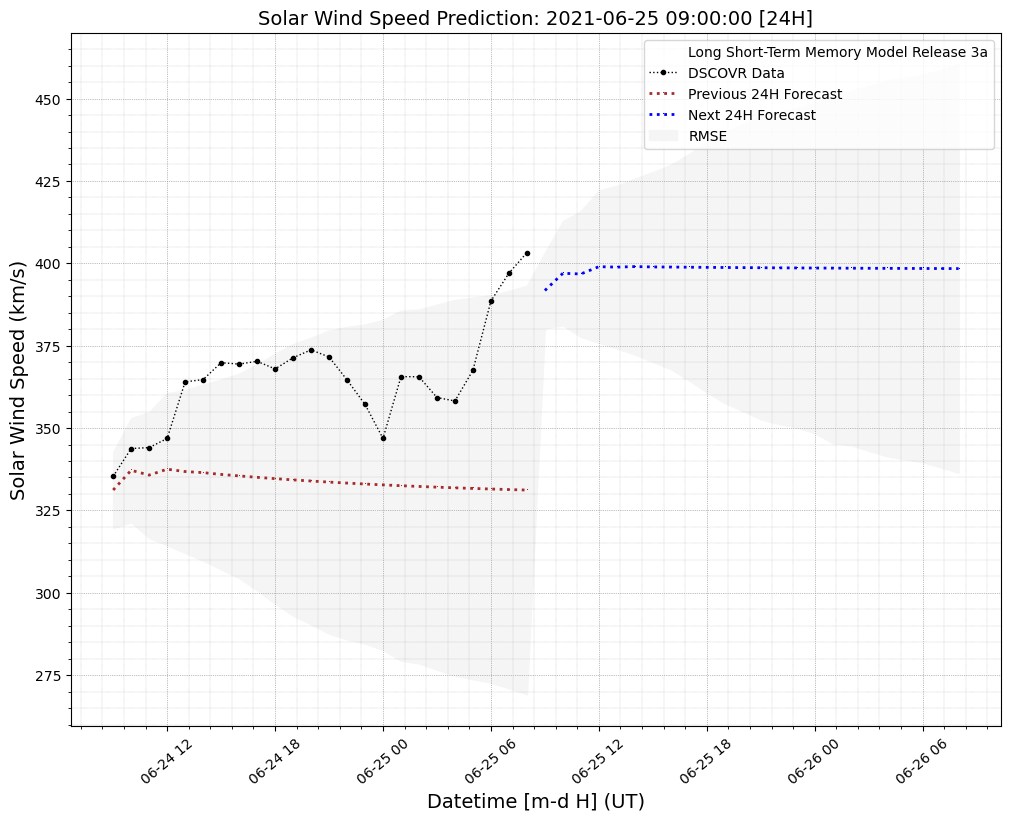 Solar Wind Speed Prediction: 2021-06-25 09:00:00 [24H]
Long Short-Term Memory Model Release 3a
DSCOVR Data
Previous 24H Forecast
Next 24H Forecast
RMSE
Solar Wind Speed (km/s)
450
425
400
375
350
325
300
275
06-24 12
06-24 18
06-25 00
06-25 06
06-25 12
06-25 18
06-26 00
06-26 06
Datetime [m-d H] (UT)